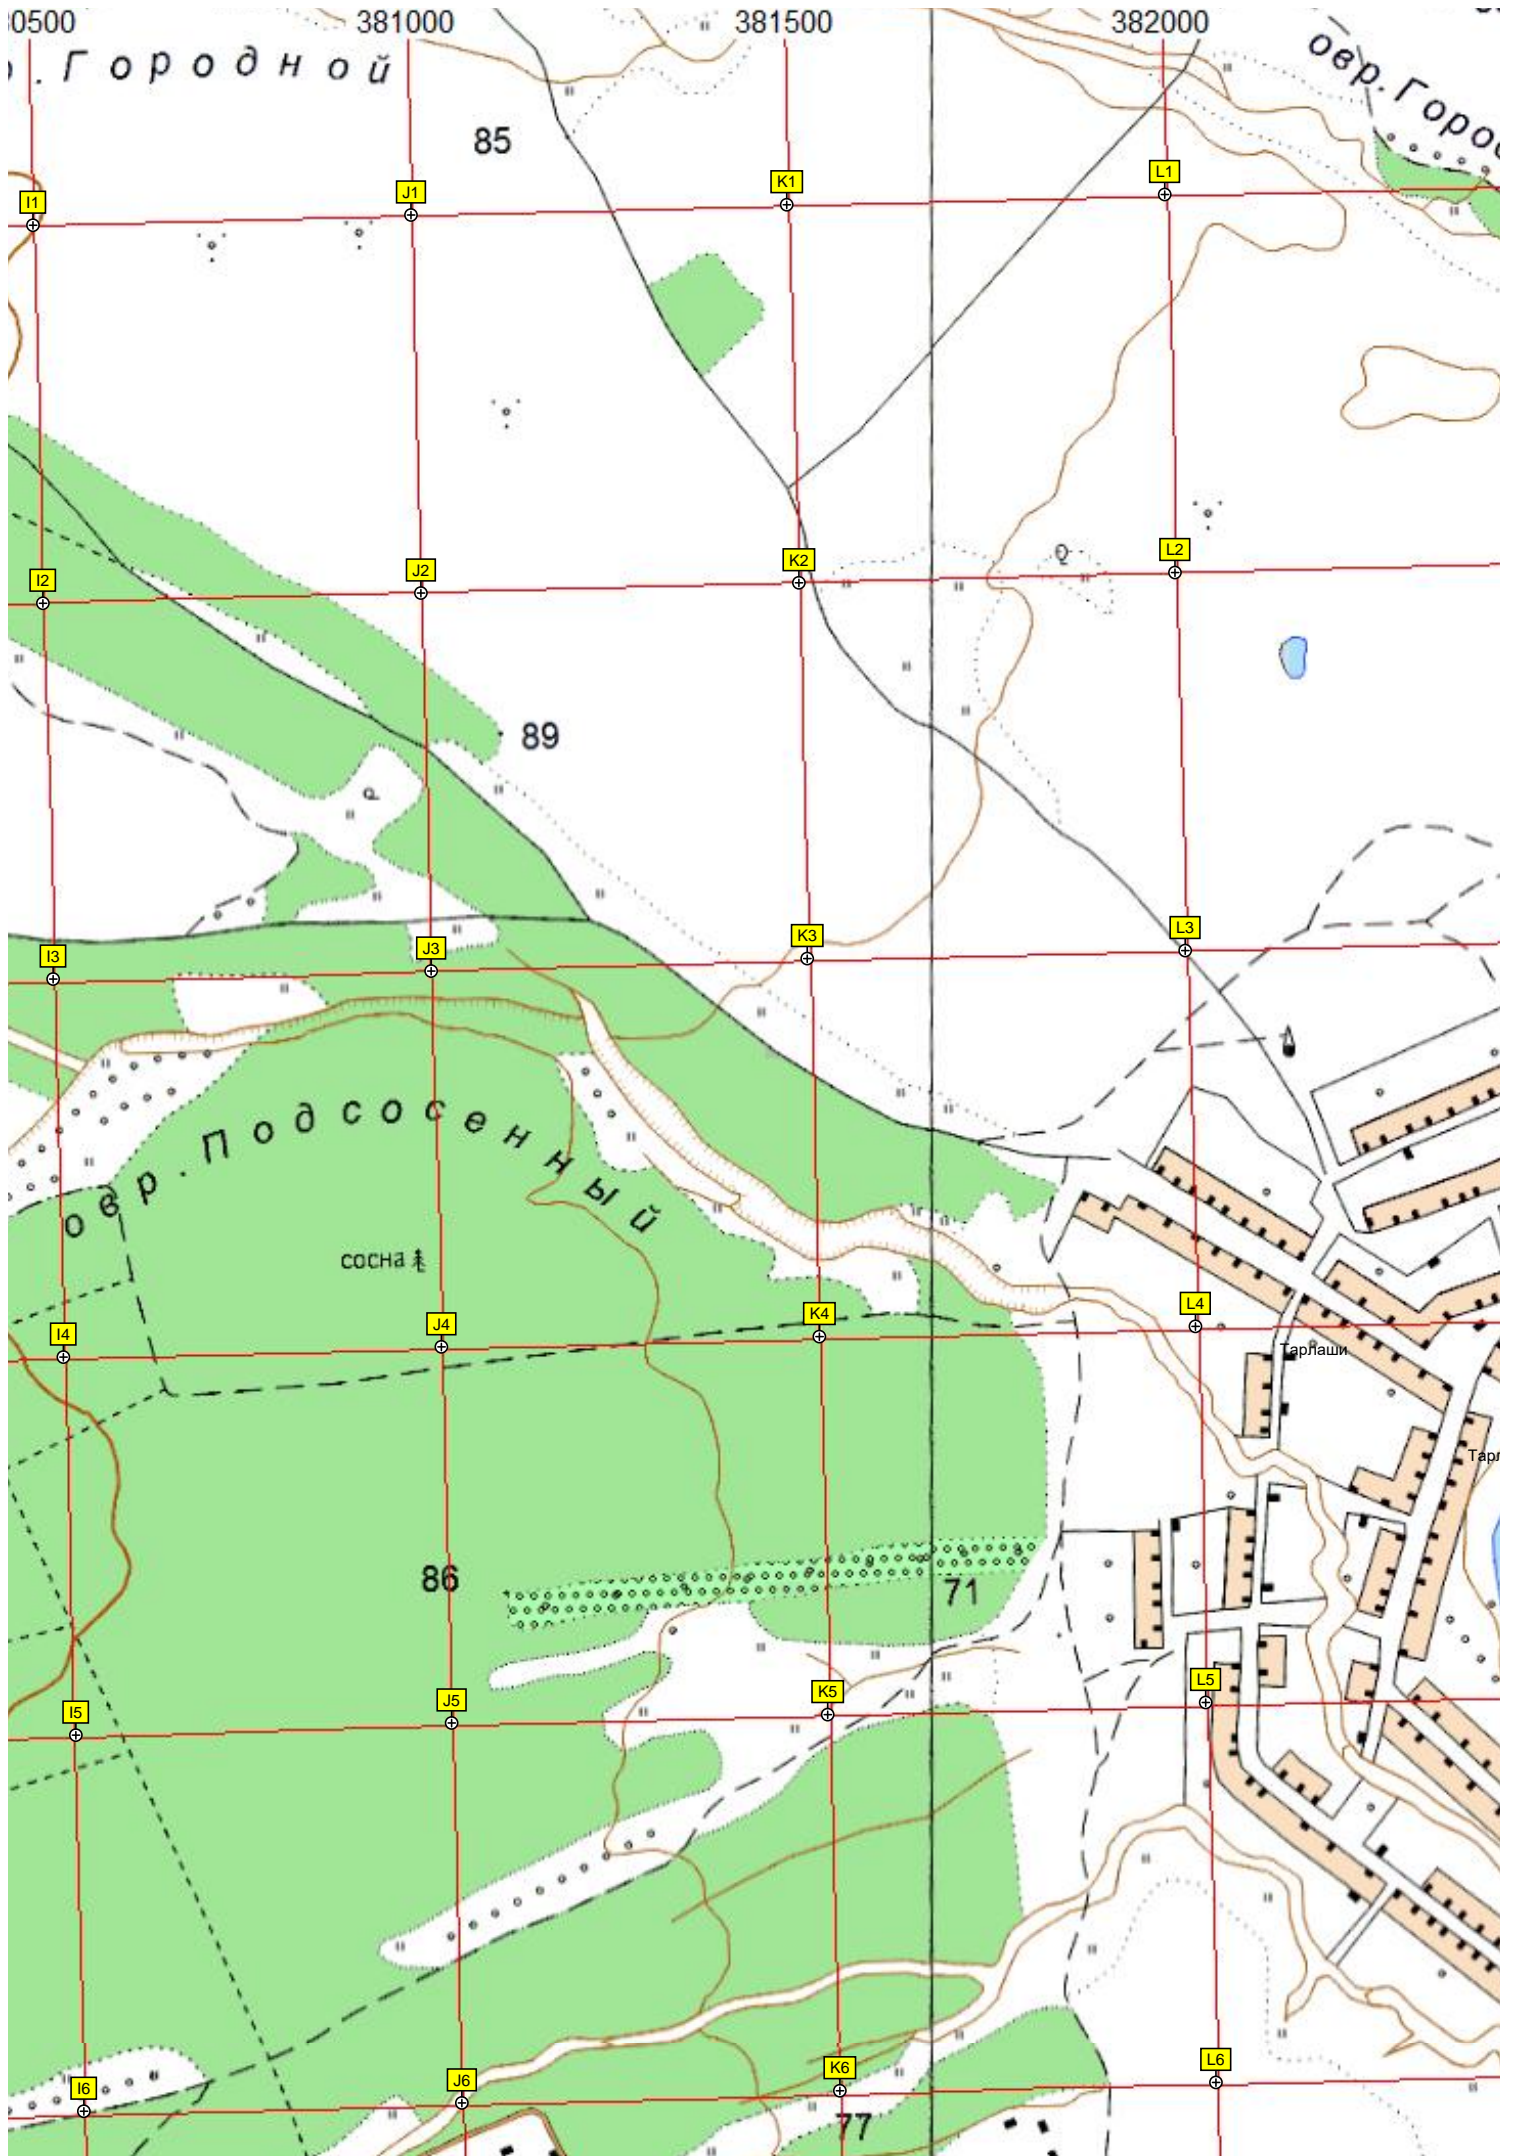 0500 381000 381500 382000
. Городной
овр. Горо
85
I1 J1 K1 L1
I2 J2 K2 L2
89
I3 J3 K3 L3
овр. Подсосенный
сосна
I4 J4 K4 L4
Тарлаши
Тарл
86
71
I5 J5 K5 L5
I6 J6 K6 L6
77